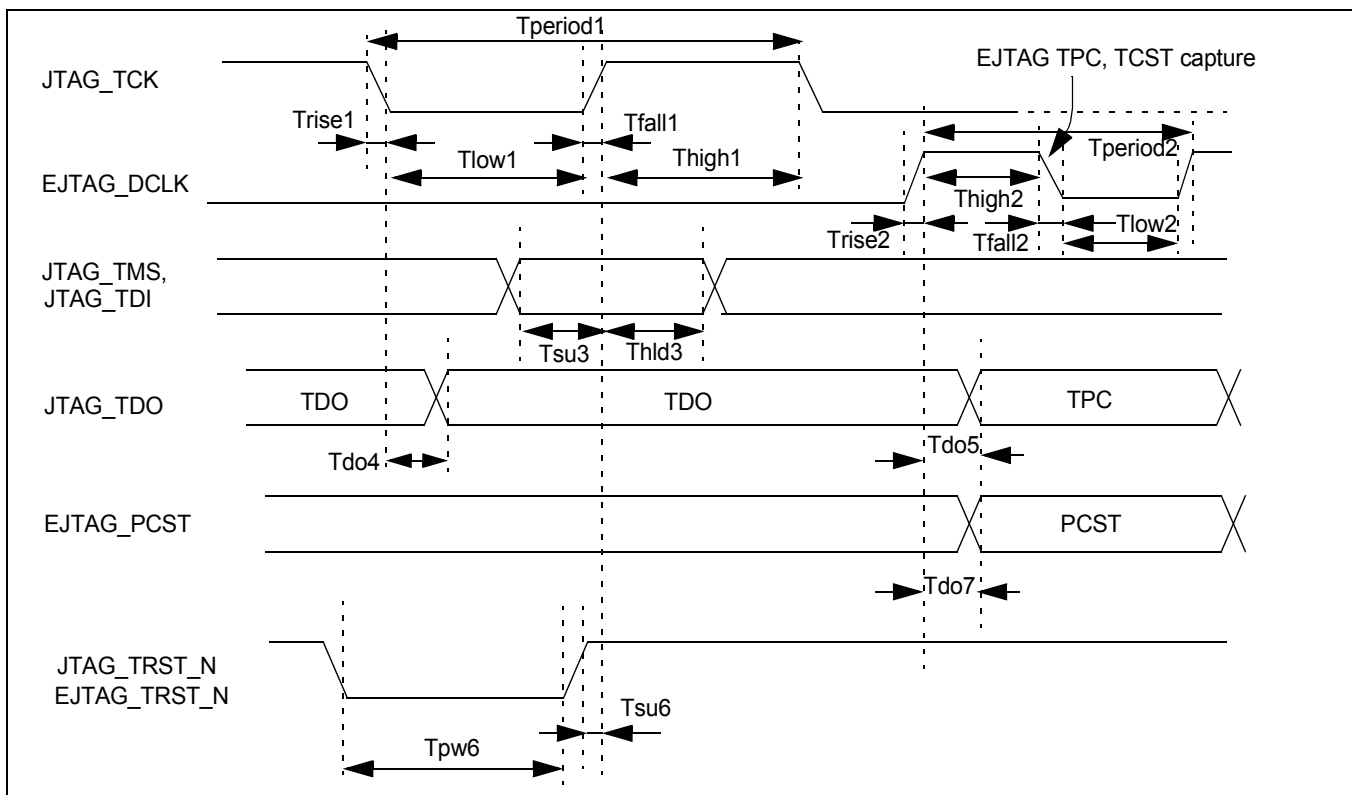 Tperiod1
EJTAG TPC, TCST capture
JTAG_TCK
Trise1
Tfall1
Tlow1
Thigh1
Tperiod2
EJTAG_DCLK
Thigh2
Trise2
Tfall2
Tlow2
JTAG_TMS,
JTAG_TDI
Tsu3
Thld3
JTAG_TDO
TDO
TDO
TPC
Tdo4
Tdo5
EJTAG_PCST
PCST
Tdo7
JTAG_TRST_N
EJTAG_TRST_N
Tsu6
Tpw6